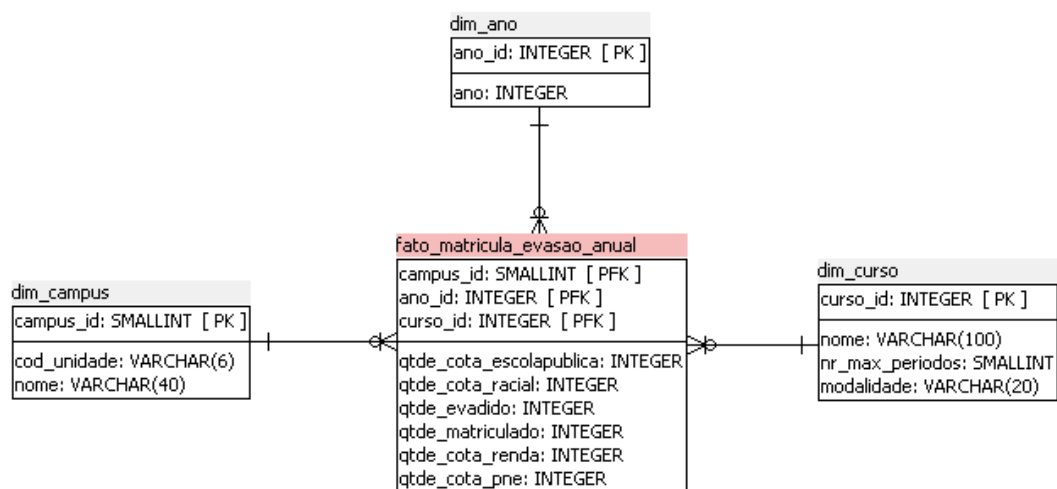 dim_ano
ano_id: INTEGER [ PK ]
ano: INTEGER
fato_matricula_evasao_anual
campus_id: SMALLINT [ PFK ]
ano_id: INTEGER [ PFK ]
curso_id: INTEGER [ PFK ]
qtde_cota_escolapublica: INTEGER
qtde_cota_racial: INTEGER
qtde_evadido: INTEGER
qtde_matriculado: INTEGER
qtde_cota_renda: INTEGER
qtde_cota_pne: INTEGER
dim_campus
campus_id: SMALLINT [ PK ]
cod_unidade: VARCHAR(6)
nome: VARCHAR(40)
dim_curso
curso_id: INTEGER [ PK ]
nome: VARCHAR(100)
nr_max_periodos: SMALLINT
modalidade: VARCHAR(20)